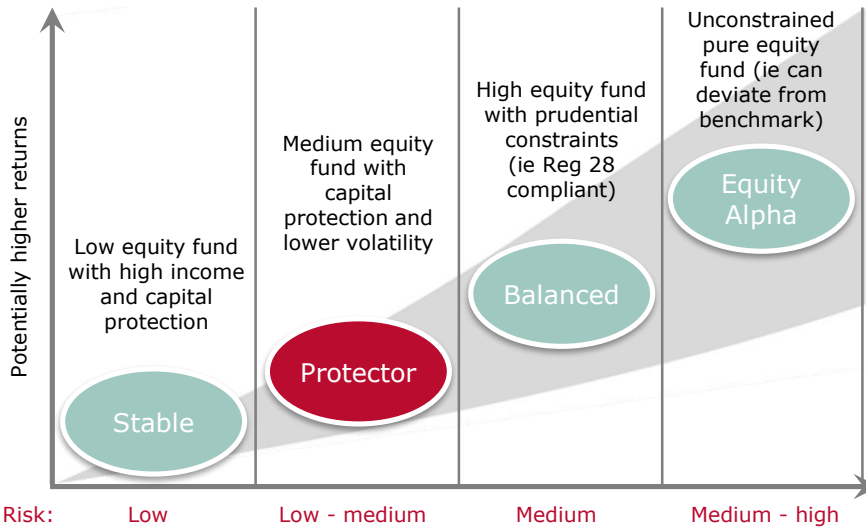 Potentially higher returns
Low equity fund
with high income
and capital
protection
Stable
Medium equity
fund with
capital
protection and
lower volatility
Protector
High equity fund
with prudential
constraints
(ie Reg 28
compliant)
Balanced
Unconstrained
pure equity
fund (ie can
deviate from
benchmark)
Equity
Alpha
Risk: Low Low - medium Medium Medium - high